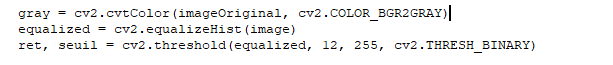 gray = cv2.cvtColor(imageOriginal, cv2.COLOR_BGR2GRAY)
equalized = cv2.equalizeHist(image)
ret, seuil = cv2.threshold(equalized, 12, 255, cv2.THRESH_BINARY)